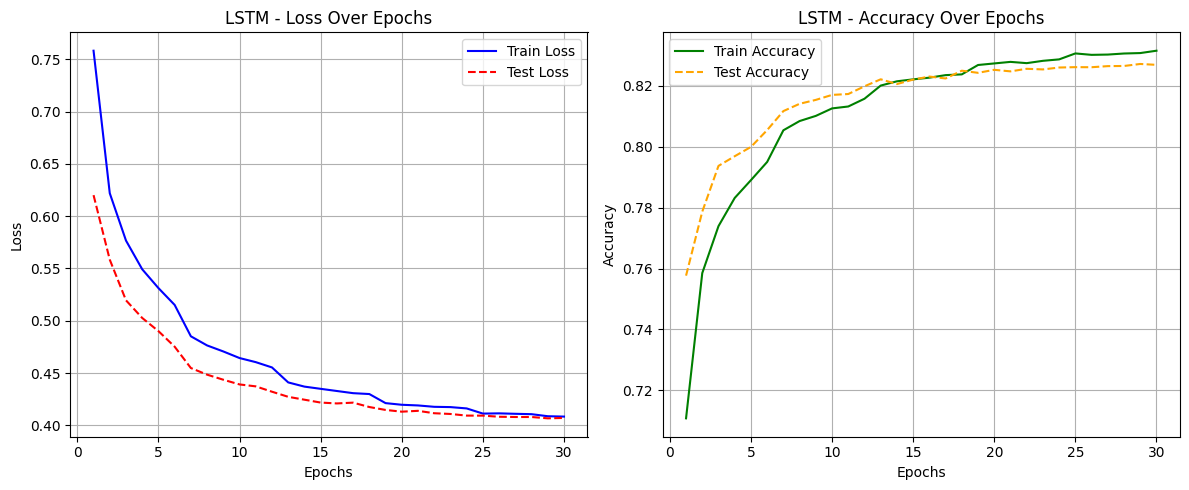 LSTM - Loss Over Epochs
0.75
0.70
0.65
0.60
0.55
0.50
0.45
0.40
Loss
0
5
10
15
20
25
30
Epochs
Train Loss
Test Loss
LSTM - Accuracy Over Epochs
0.82
0.80
0.78
0.76
0.74
0.72
Accuracy
0
5
10
15
20
25
30
Epochs
Train Accuracy
Test Accuracy